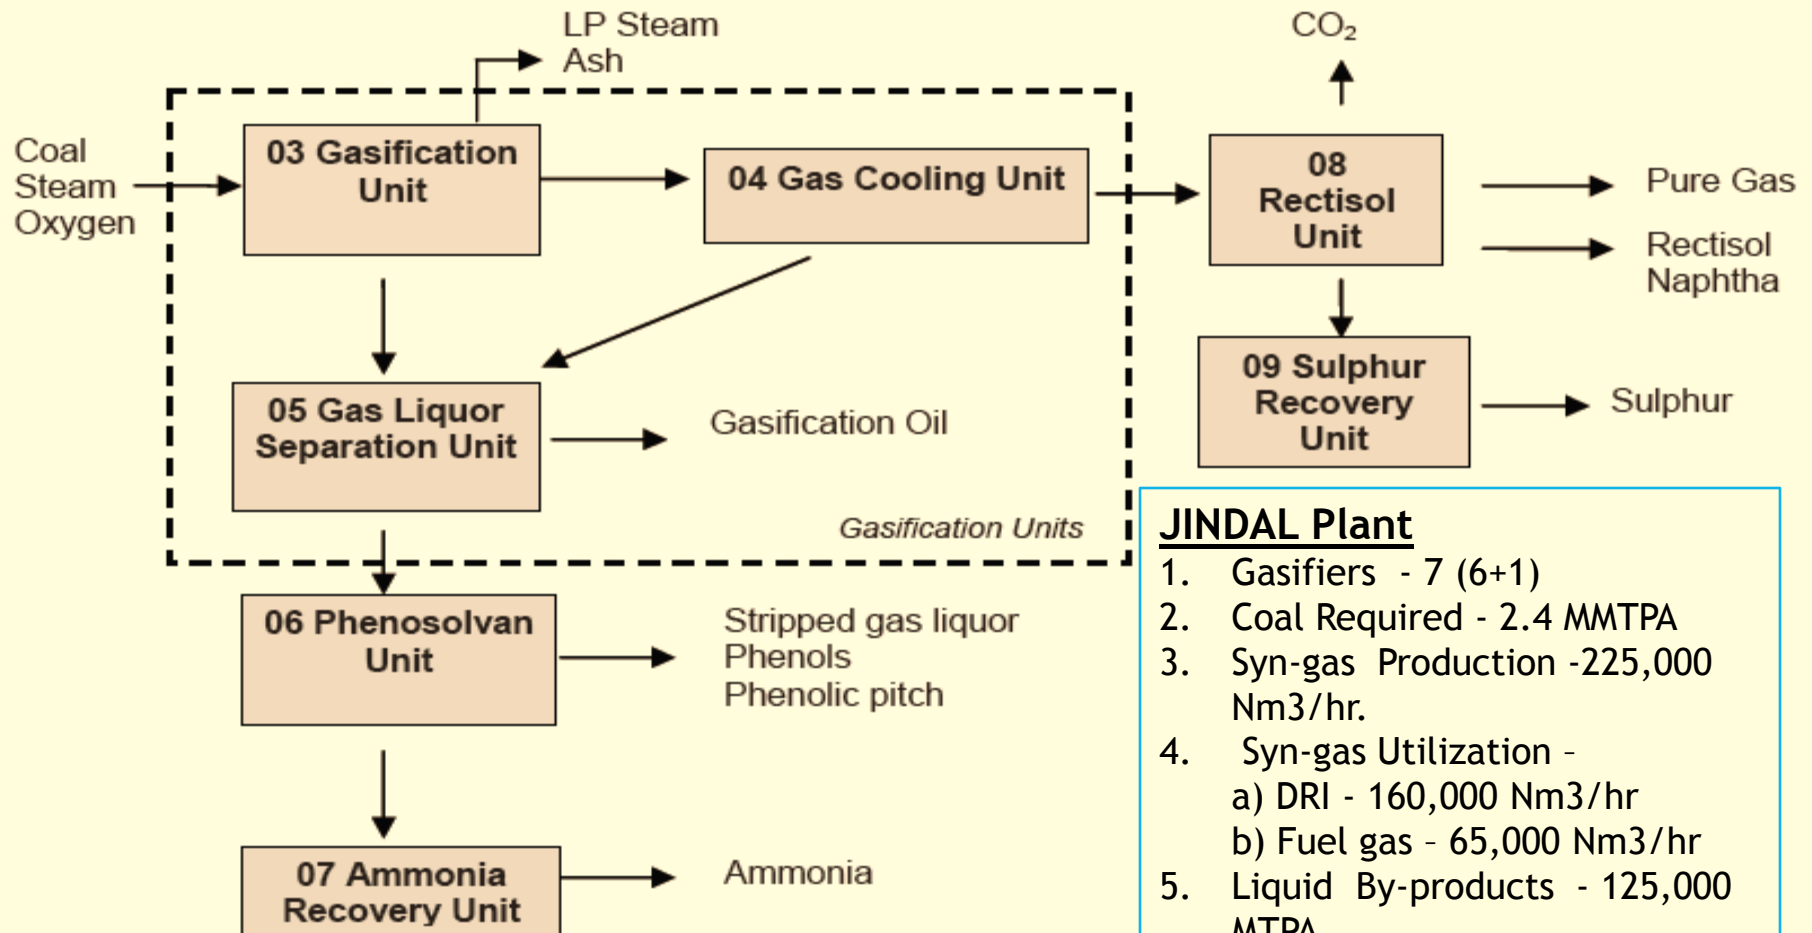 LP Steam
Ash
CO₂
Coal
Steam
Oxygen
03 Gasification
Unit
04 Gas Cooling Unit
08
Rectisol
Unit
Pure Gas
Rectisol
Naphtha
05 Gas Liquor
Separation Unit
Gasification Oil
09 Sulphur
Recovery
Unit
Sulphur
Gasification Units
06 Phenosolvan
Unit
Stripped gas liquor
Phenols
Phenolic pitch
07 Ammonia
Recovery Unit
Ammonia
JINDAL Plant
1. Gasifiers - 7 (6+1)
2. Coal Required - 2.4 MMTPA
3. Syn-gas Production -225,000
Nm3/hr.
4. Syn-gas Utilization –
a) DRI - 160,000 Nm3/hr
b) Fuel gas – 65,000 Nm3/hr
5. Liquid By-products - 125,000
MTPA